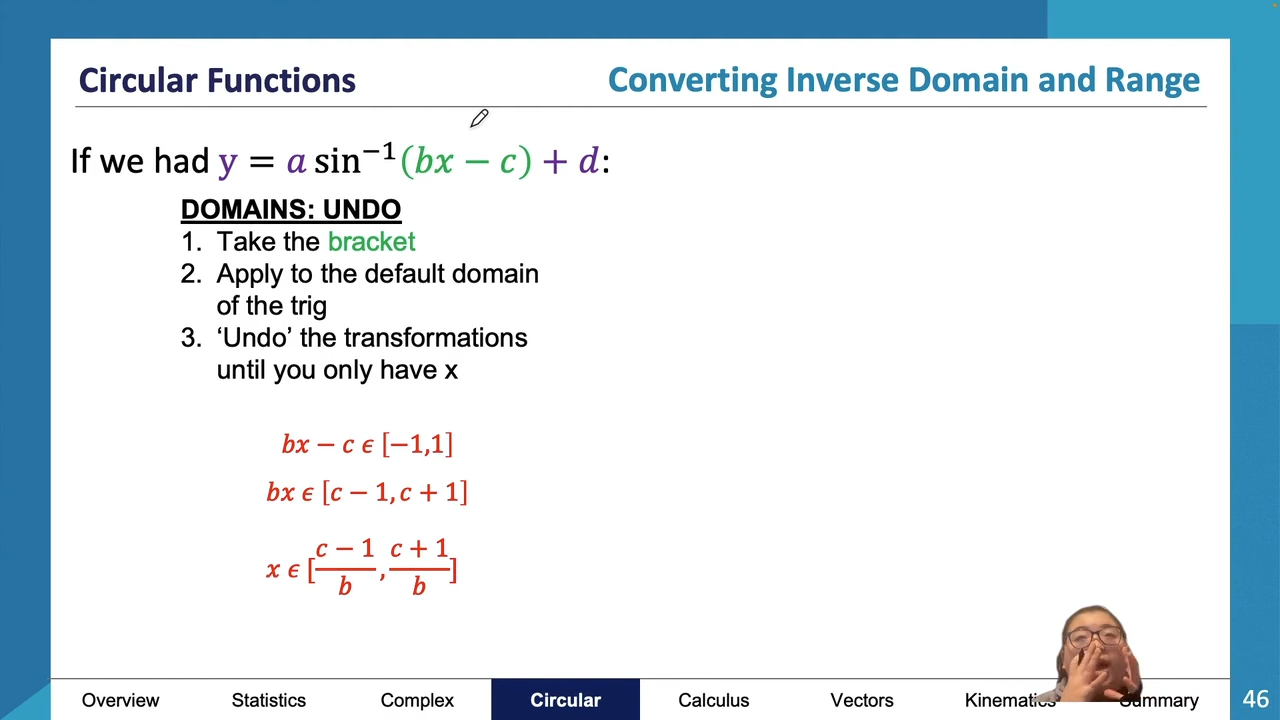 Circular Functions
Converting Inverse Domain and Range
If we had y = a sin⁻¹(bx − c) + d:
DOMAINS: UNDO
1. Take the bracket
2. Apply to the default domain
of the trig
3. ‘Undo’ the transformations
until you only have x
bx − c ϵ [−1,1]
bx ϵ [c − 1, c + 1]
x ϵ [\frac{c − 1}{b}, \frac{c + 1}{b}]
Overview Statistics Complex Circular Calculus Vectors Kinematics Summary 46